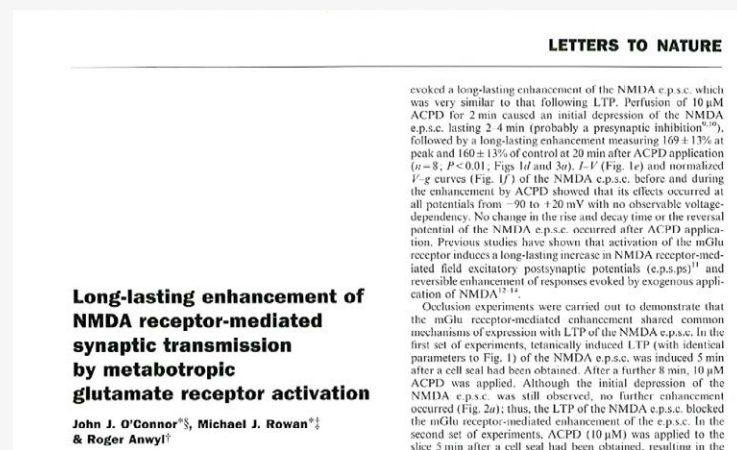 LETTERS TO NATURE
Long-lasting enhancement of
NMDA receptor-mediated
synaptic transmission
by metabotropic
glutamate receptor activation
John J. O'Connor*§, Michael J. Rowan*‡
& Roger Anwyl†
evoked a long-lasting enhancement of the NMDA e.p.s.c. which
was very similar to that following LTP. Perfusion of 10 μM
ACPD for 2 min caused an initial depression of the NMDA
e.p.s.c. lasting 2–4 min (probably a presynaptic inhibition⁹,¹⁰),
followed by a long-lasting enhancement measuring 169 ± 13% at
peak and 160 ± 13% of control at 20 min after ACPD application
(n = 8; P < 0.01; Figs 1d and 3a). I–V (Fig. 1e) and normalized
V–g curves (Fig. 1f) of the NMDA e.p.s.c. before and during
the enhancement by ACPD showed that its effects occurred at
all potentials from −90 to +20 mV with no observable voltage-
dependency. No change in the rise and decay time or the reversal
potential of the NMDA e.p.s.c. occurred after ACPD applica-
tion. Previous studies have shown that activation of the mGlu
receptor induces a long-lasting increase in NMDA receptor-med-
iated field excitatory postsynaptic potentials (e.p.s.ps)¹¹ and
reversible enhancement of responses evoked by exogenous appli-
cation of NMDA¹²⁻¹⁴.
Occlusion experiments were carried out to demonstrate that
the mGlu receptor-mediated enhancement shared common
mechanisms of expression with LTP of the NMDA e.p.s.c. In the
first set of experiments, tetanically induced LTP (with identical
parameters to Fig. 1) of the NMDA e.p.s.c. was induced 5 min
after a cell seal had been obtained. After a further 8 min, 10 μM
ACPD was applied. Although the initial depression of the
NMDA e.p.s.c. was still observed, no further enhancement
occurred (Fig. 2a); thus, the LTP of the NMDA e.p.s.c. blocked
the mGlu receptor-mediated enhancement of the e.p.s.c. In the
second set of experiments, ACPD (10 μM) was applied to the
slice 5 min after a cell seal had been obtained, resulting in the